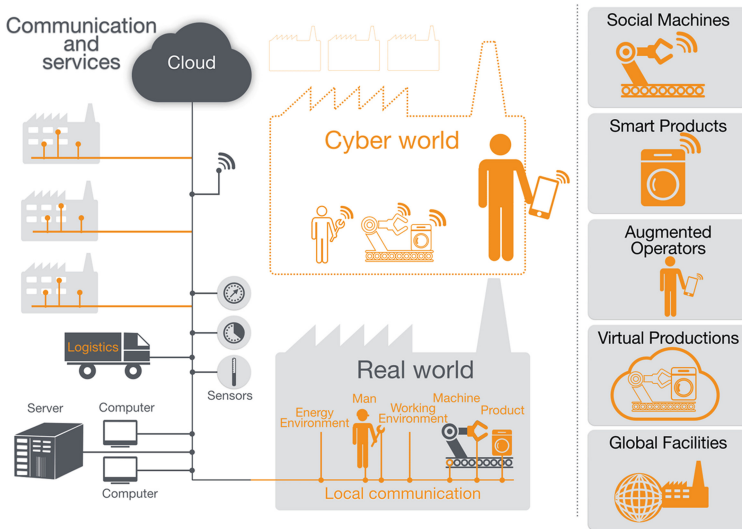 Communication
and
services
Cloud
Logistics
Server
Computer
Computer
Sensors
Cyber world
Real world
Energy
Environment
Man
Working
Environment
Machine
Product
Local communication
Social Machines
Smart Products
Augmented
Operators
Virtual Productions
Global Facilities